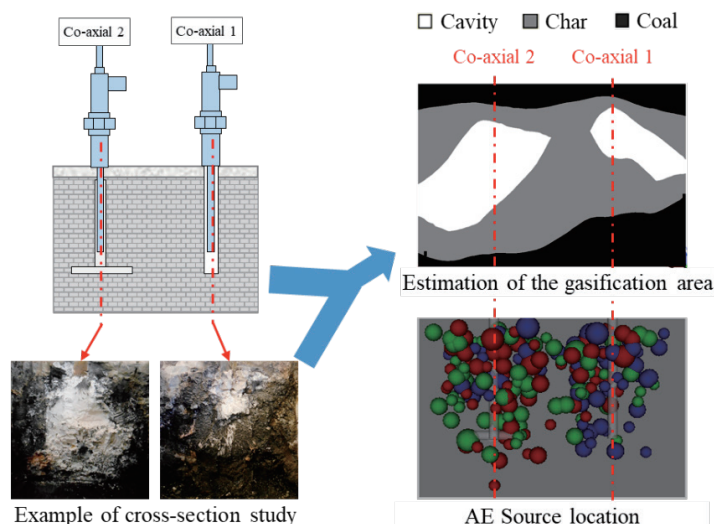 Co-axial 2
Co-axial 1
Cavity
Char
Coal
Co-axial 2
Co-axial 1
Estimation of the gasification area
Example of cross-section study
AE Source location